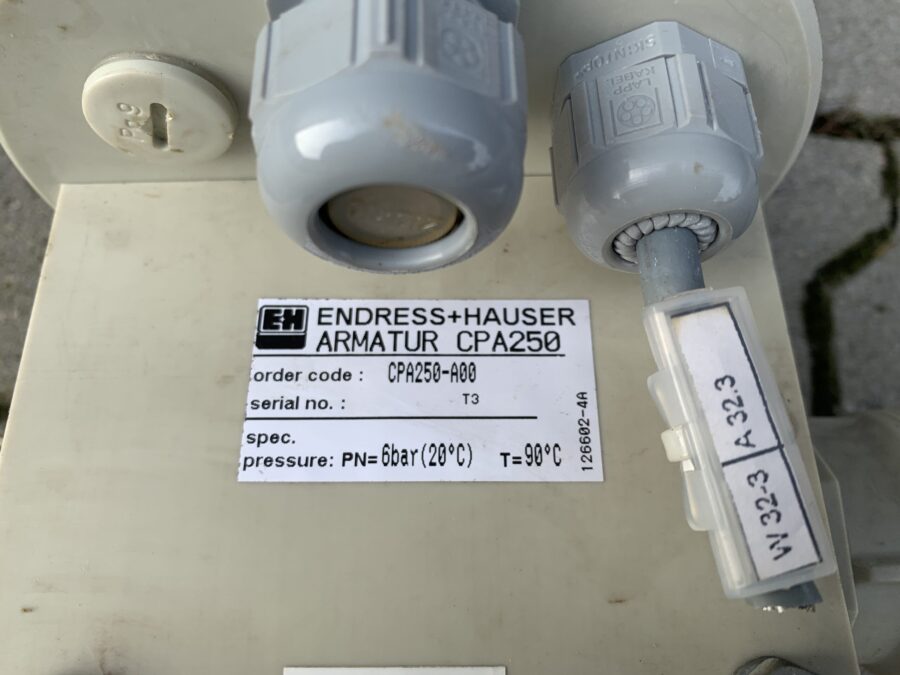 Pg9
SKINTOP
LAPP
KABEL
E+H
ENDRESS+HAUSER
ARMATUR CPA250
order code : CPA250-A00
serial no. : T3
spec.
pressure: PN=6bar(20°C) T=90°C
126602-4A
A 32.3
W 32-3